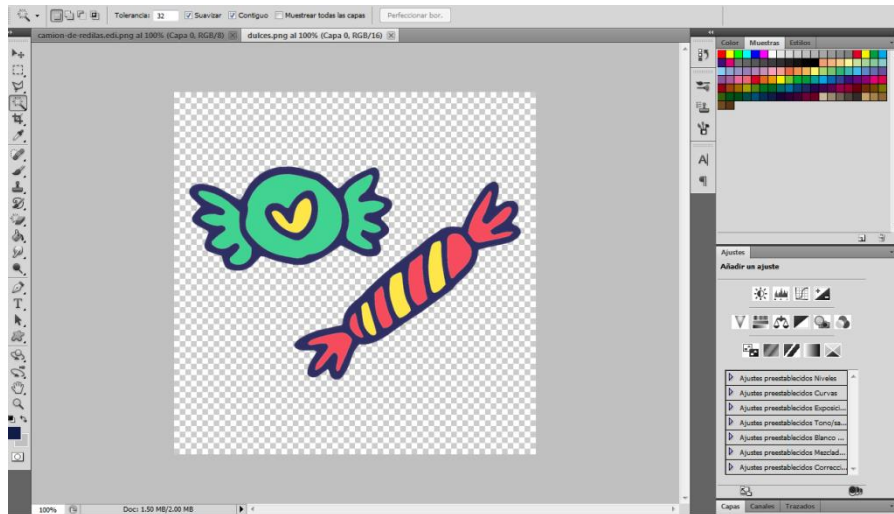 Tolerancia: 32 Suavizar Contiguo Muestrear todas las capas Perfeccionar bor.
camion-de-redilas.edi.png al 100% (Capa 0, RGB/8) dulces.png al 100% (Capa 0, RGB/16)
Color Muestras Estilos
Ajustes
Añadir un ajuste
Ajustes preestablecidos Niveles
Ajustes preestablecidos Curvas
Ajustes preestablecidos Exposici...
Ajustes preestablecidos Tono/sa...
Ajustes preestablecidos Blanco ...
Ajustes preestablecidos Mezclad...
Ajustes preestablecidos Correcci...
100% Doc: 1.50 MB/2.00 MB
Capas Canales Trazados